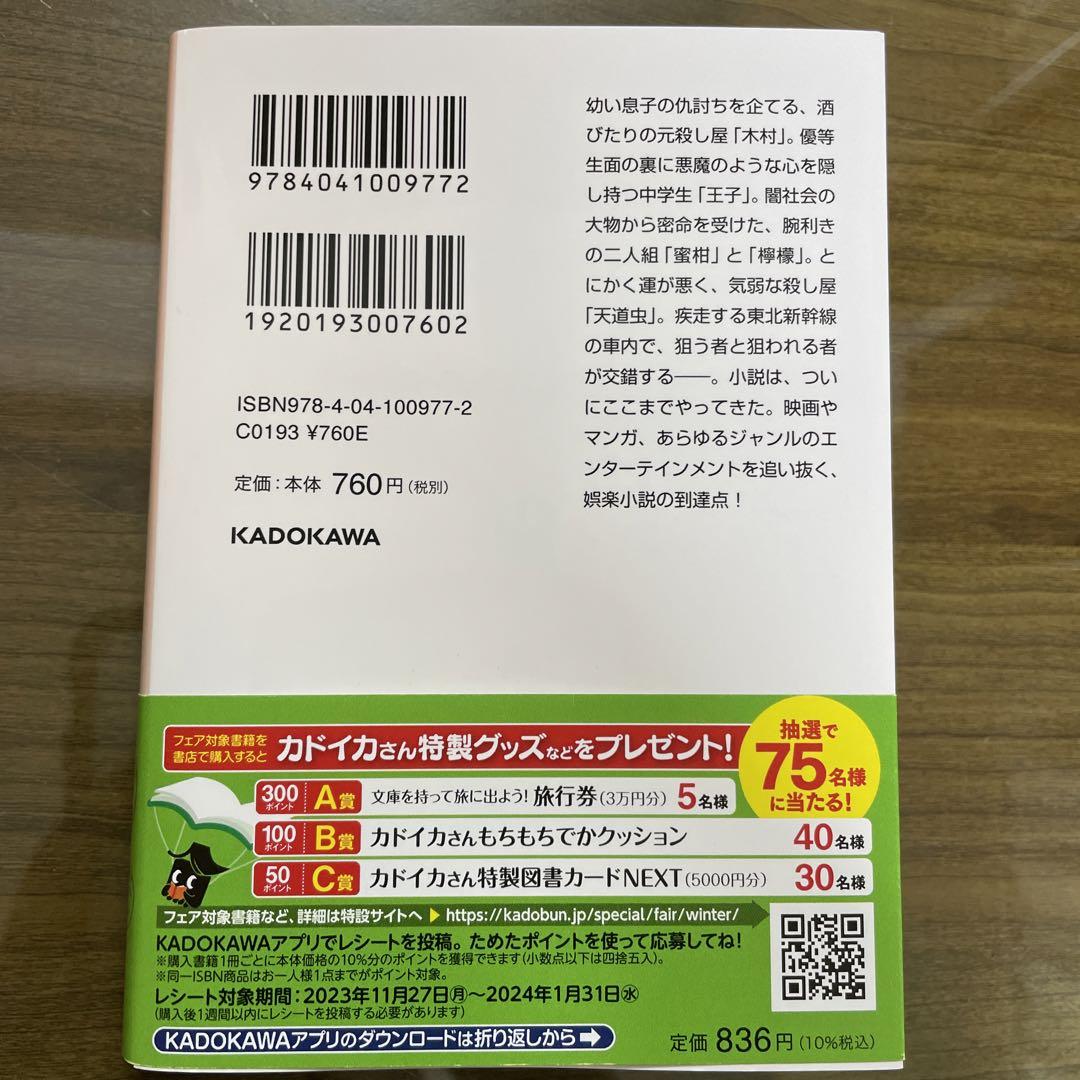 9784041009772
1920193007602
ISBN978-4-04-100977-2
C0193 ¥760E
定価:本体 760円(税別)
KADOKAWA
幼い息子の仇討ちを企てる、酒
びたりの元殺し屋「木村」。優等
生面の裏に悪魔のような心を隠
し持つ中学生「王子」。闇社会の
大物から密命を受けた、腕利き
の二人組「蜜柑」と「檸檬」。と
にかく運が悪く、気弱な殺し屋
「天道虫」。疾走する東北新幹線
の車内で、狙う者と狙われる者
が交錯する――。小説は、つい
にここまでやってきた。映画や
マンガ、あらゆるジャンルのエ
ンターテインメントを追い抜く、
娯楽小説の到達点!
フェア対象書籍を
書店で購入すると
カドイカさん特製グッズなどをプレゼント!
抽選で
75名様
に当たる!
300ポイント A賞 文庫を持って旅に出よう!旅行券(3万円分) 5名様
100ポイント B賞 カドイカさんもちもちでかクッション 40名様
50ポイント C賞 カドイカさん特製図書カードNEXT(5000円分) 30名様
フェア対象書籍など、詳細は特設サイトへ ▶ https://kadobun.jp/special/fair/winter/
KADOKAWAアプリでレシートを投稿。ためたポイントを使って応募してね!
※購入書籍1冊ごとに本体価格の10%分のポイントを獲得できます(小数点以下は四捨五入)。
※同一ISBN商品はお一人様1点までがポイント対象。
レシート対象期間:2023年11月27日㊊〜2024年1月31日㊌
(購入後1週間以内にレシートを投稿する必要があります)
KADOKAWAアプリのダウンロードは折り返しから➡
定価 836円(10%税込)